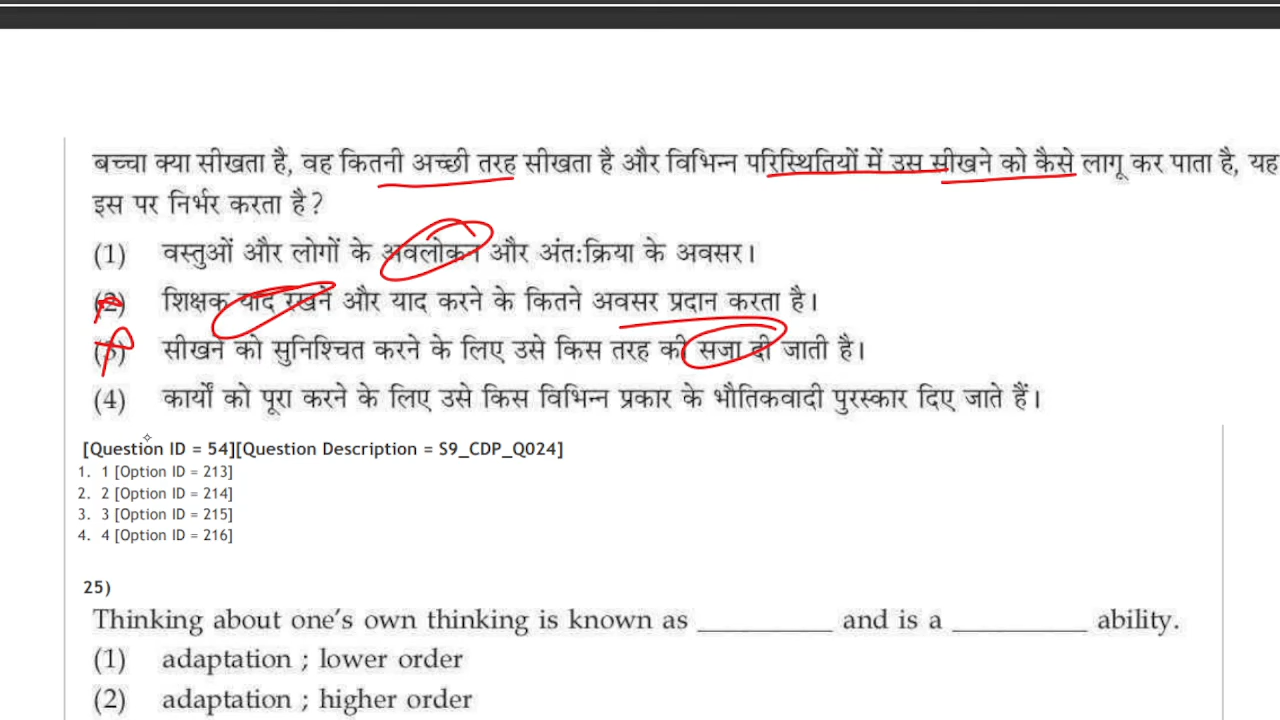 बच्चा क्या सीखता है, वह कितनी अच्छी तरह सीखता है और विभिन्न परिस्थितियों में उस सीखने को कैसे लागू कर पाता है, यह
इस पर निर्भर करता है?
(1) वस्तुओं और लोगों के अवलोकन और अंतःक्रिया के अवसर।
(2) शिक्षक याद रखने और याद करने के कितने अवसर प्रदान करता है।
(3) सीखने को सुनिश्चित करने के लिए उसे किस तरह की सजा दी जाती है।
(4) कार्यों को पूरा करने के लिए उसे किस विभिन्न प्रकार के भौतिकवादी पुरस्कार दिए जाते हैं।
[Question ID = 54][Question Description = S9_CDP_Q024]
1. 1 [Option ID = 213]
2. 2 [Option ID = 214]
3. 3 [Option ID = 215]
4. 4 [Option ID = 216]
25)
Thinking about one's own thinking is known as __________ and is a __________ ability.
(1) adaptation ; lower order
(2) adaptation ; higher order